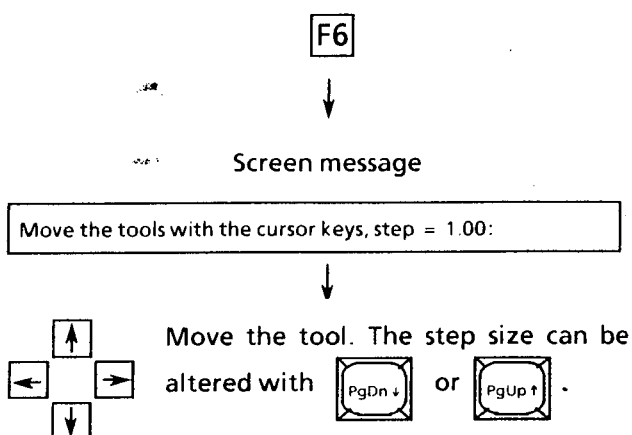 F6
↓
Screen message
Move the tools with the cursor keys, step = 1.00:
↓
↑
Move the tool. The step size can be
← →
altered with PgDn ↓ or PgUp ↑ .
↓